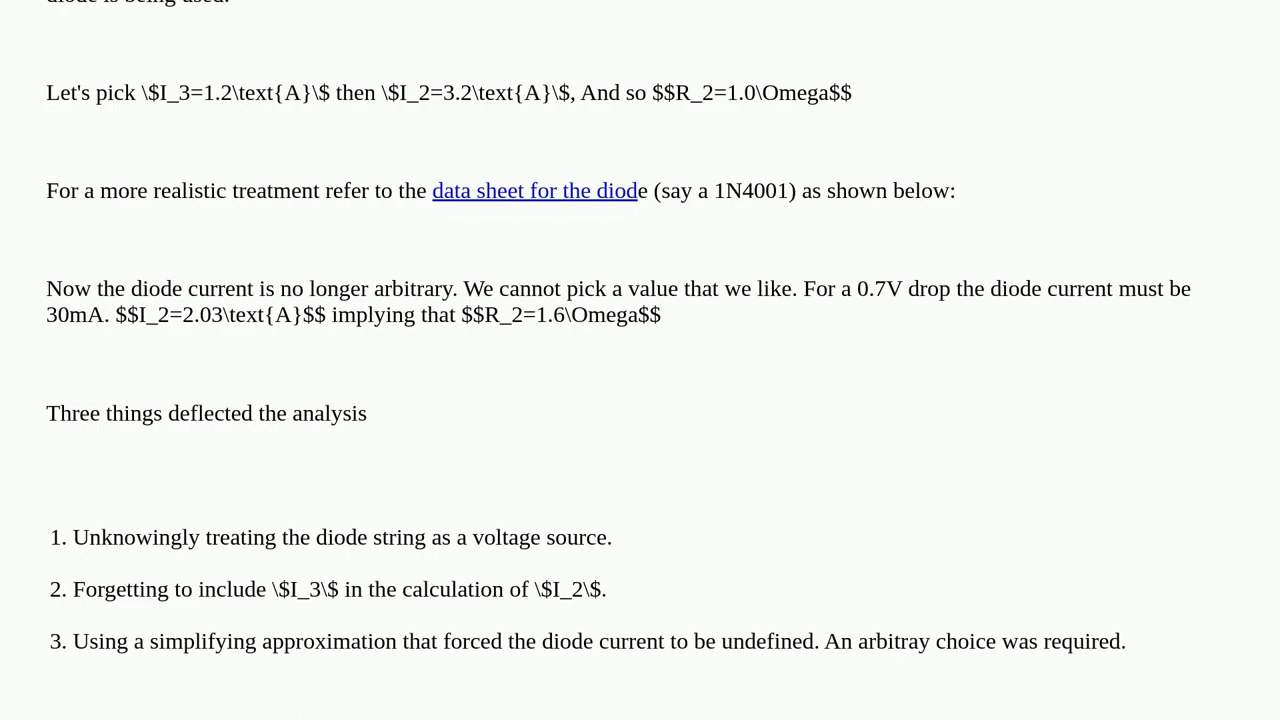 diode is being used.
Let's pick \$I_3=1.2\text{A}\$ then \$I_2=3.2\text{A}\$, And so $$R_2=1.0\Omega$$
For a more realistic treatment refer to the data sheet for the diode (say a 1N4001) as shown below:
Now the diode current is no longer arbitrary. We cannot pick a value that we like. For a 0.7V drop the diode current must be
30mA. $$I_2=2.03\text{A}$$ implying that $$R_2=1.6\Omega$$
Three things deflected the analysis
1. Unknowingly treating the diode string as a voltage source.
2. Forgetting to include \$I_3\$ in the calculation of \$I_2\$.
3. Using a simplifying approximation that forced the diode current to be undefined. An arbitray choice was required.